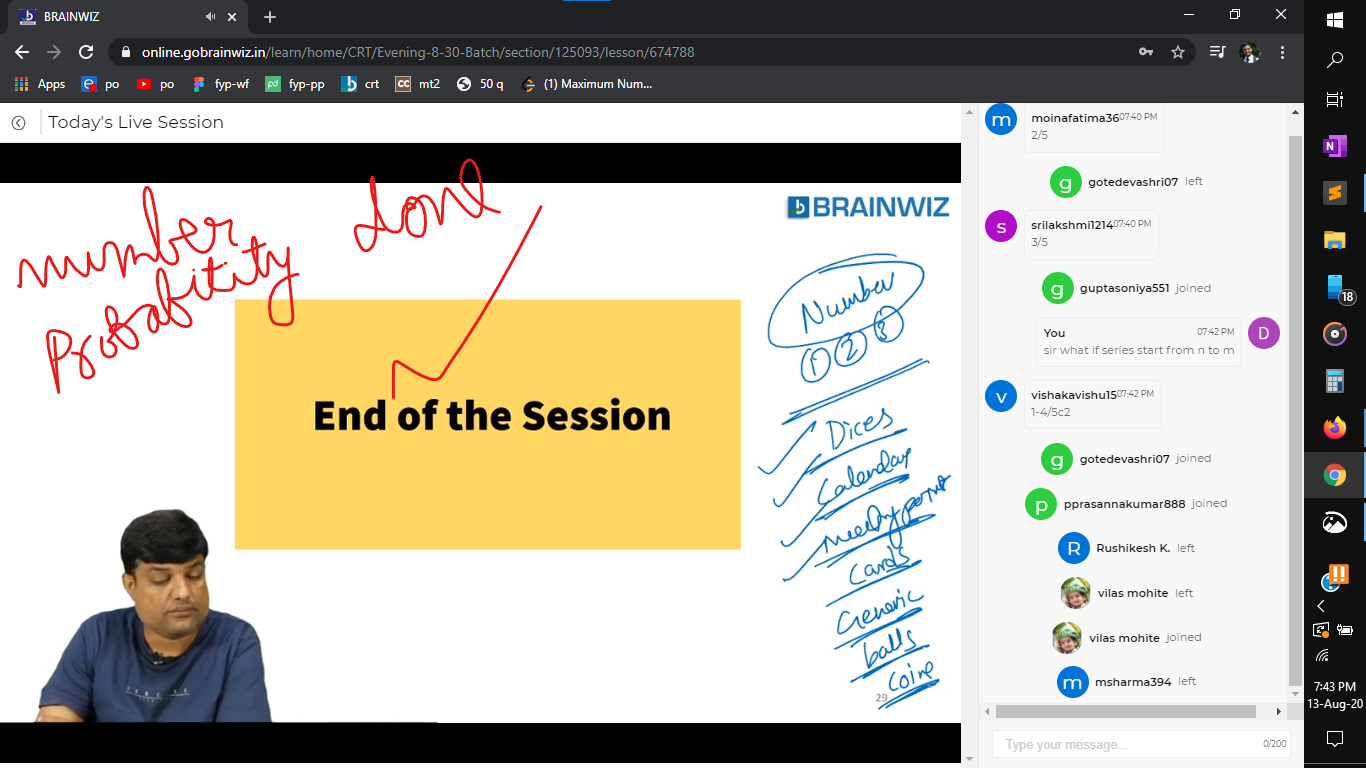 BRAINWIZ
online.gobrainwiz.in/learn/home/CRT/Evening-8-30-Batch/section/125093/lesson/674788
Apps po po fyp-wf fyp-pp crt mt2 50 q (1) Maximum Num...
Today's Live Session
BRAINWIZ
number
Probabitity
done
End of the Session
Number
1 2 3
Dices
Calenday
meeting point
Cards
Generic
balls
coins
29
moinafatima36 07:40 PM
2/5
gotedevashri07 left
srilakshmi1214 07:40 PM
3/5
guptasoniya551 joined
You 07:42 PM
sir what if series start from n to m
vishakavishu15 07:42 PM
1-4/5c2
gotedevashri07 joined
pprasannakumar888 joined
Rushikesh K. left
vilas mohite left
vilas mohite joined
msharma394 left
Type your message... 0/200
18
7:43 PM
13-Aug-20